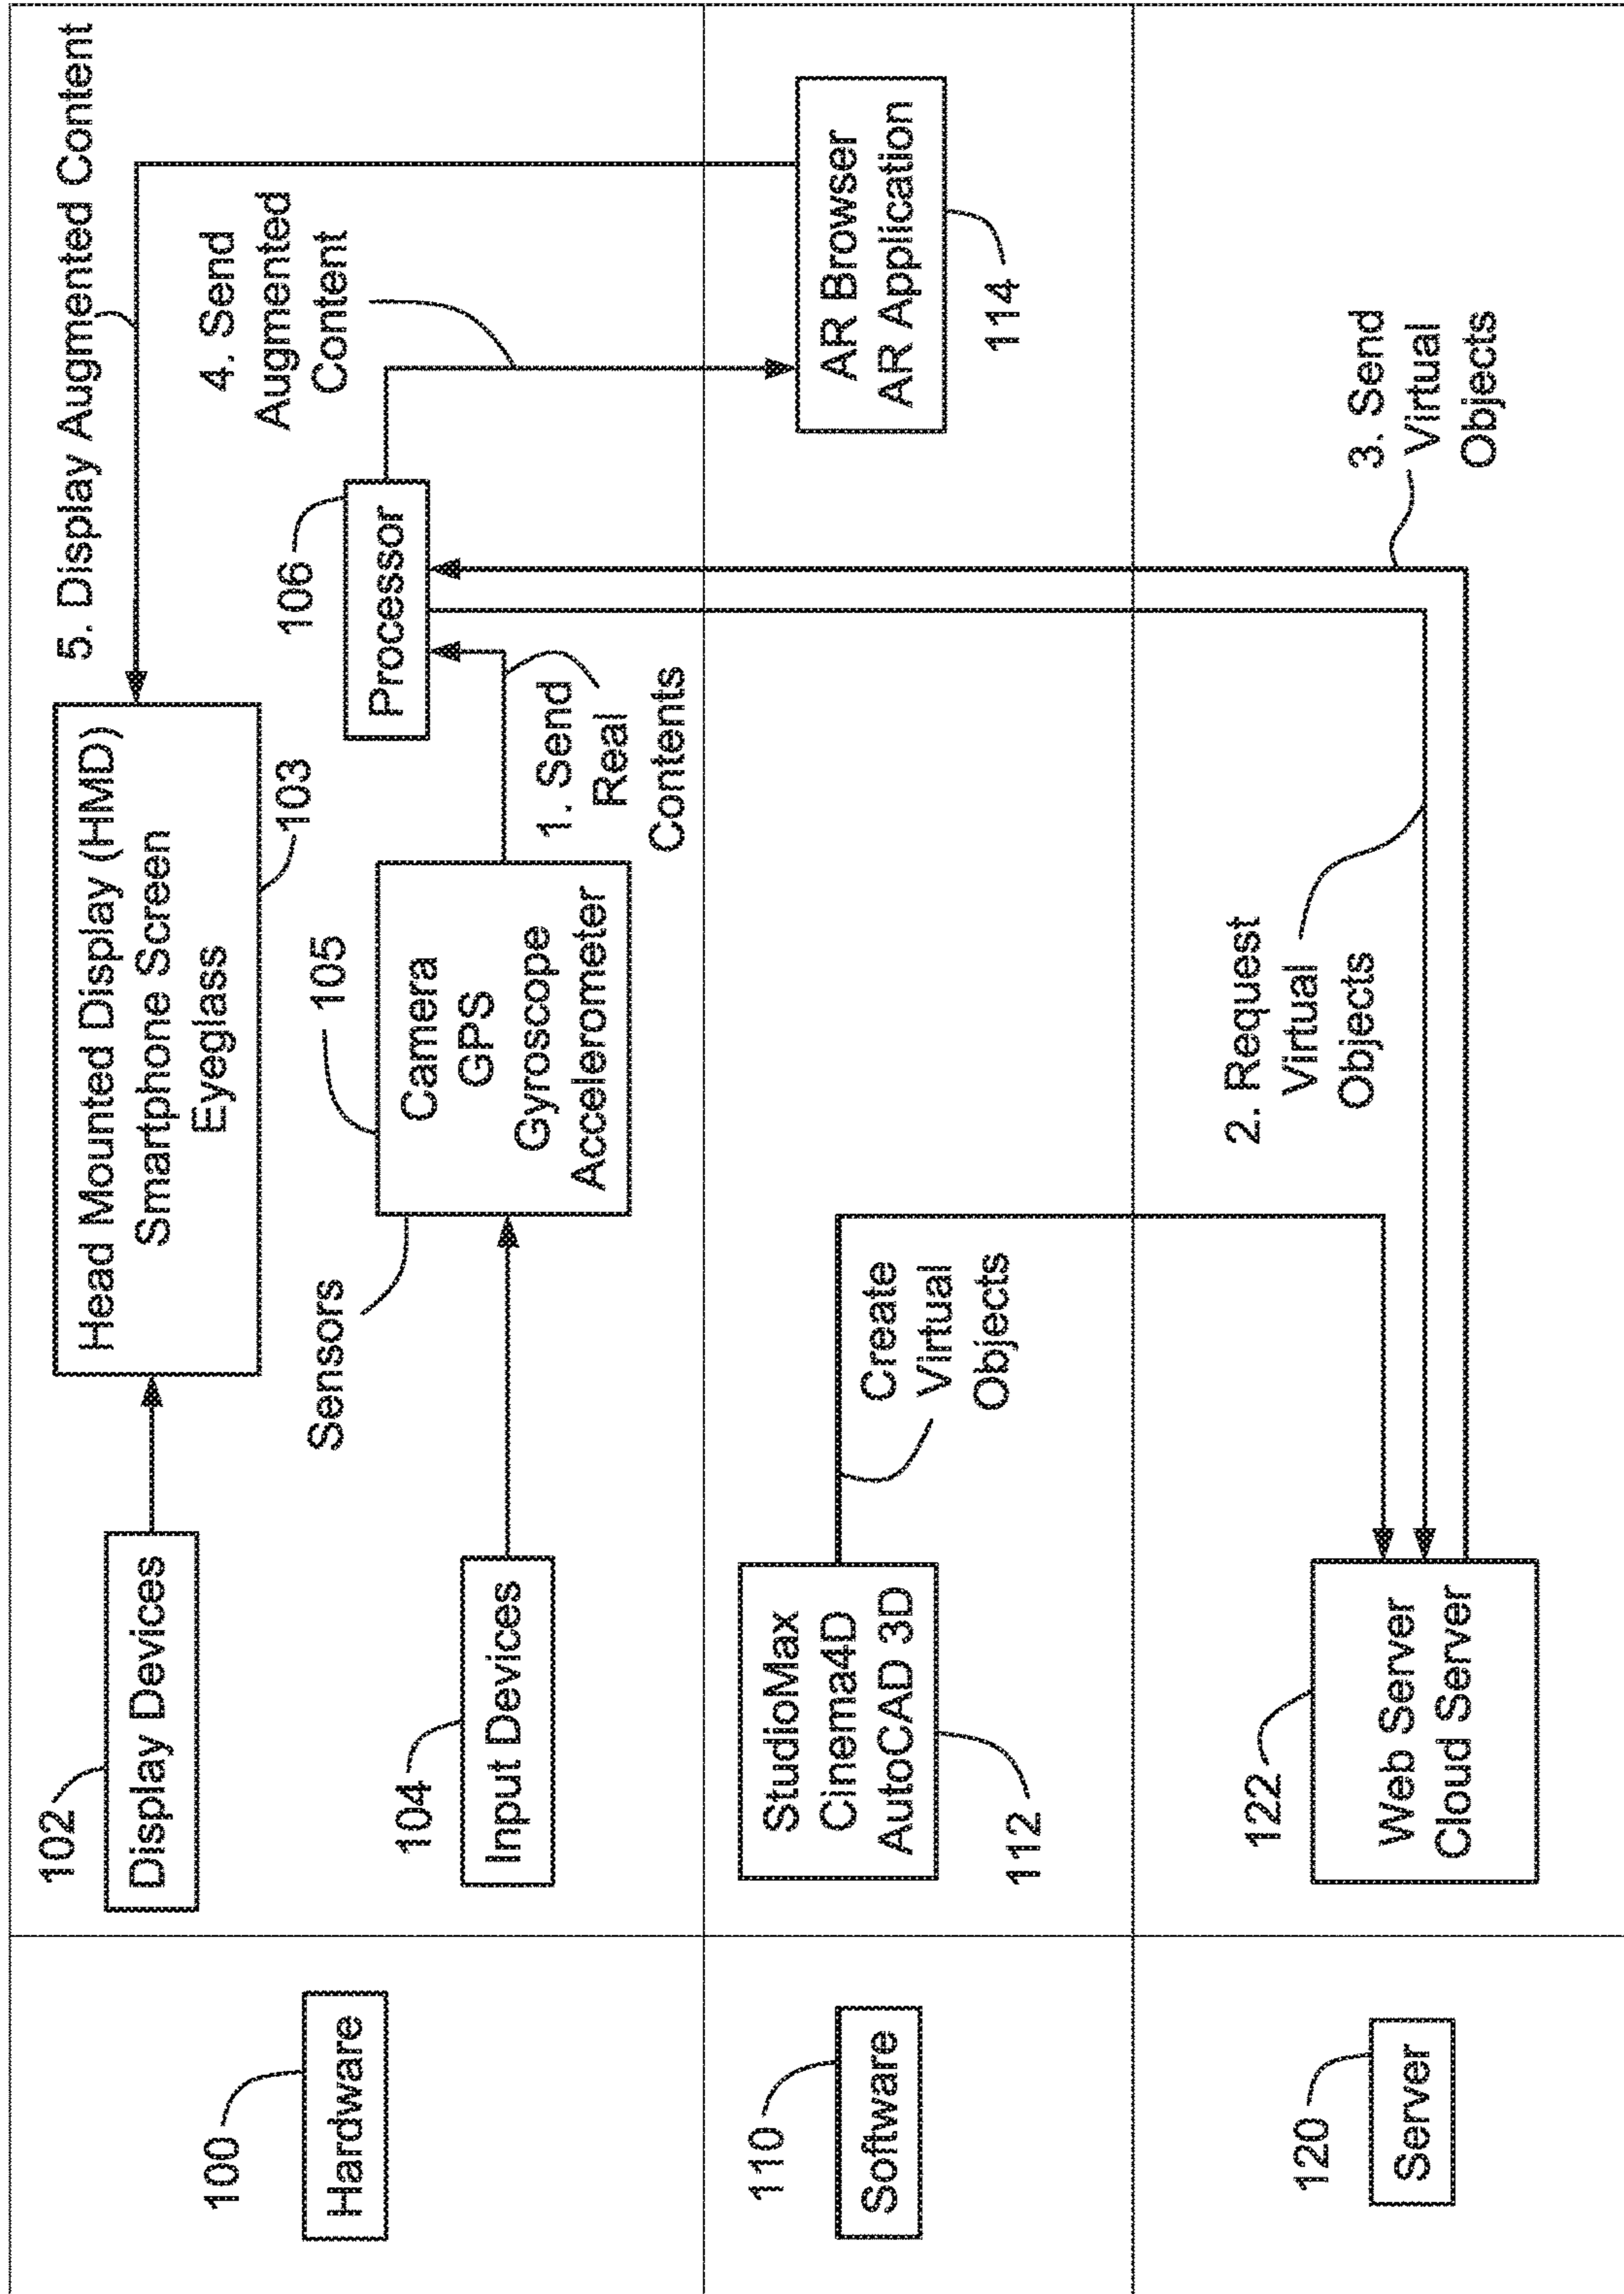 100
Hardware
102
Display Devices
Head Mounted Display (HMD)
Smartphone Screen
Eyeglass
103
5. Display Augmented Content
104
Input Devices
Sensors
105
Camera
GPS
Gyroscope
Accelerometer
1. Send
Real
Contents
106
Processor
4. Send
Augmented
Content
110
Software
StudioMax
Cinema4D
AutoCAD 3D
112
Create
Virtual
Objects
AR Browser
AR Application
114
120
Server
122
Web Server
Cloud Server
2. Request
Virtual
Objects
3. Send
Virtual
Objects